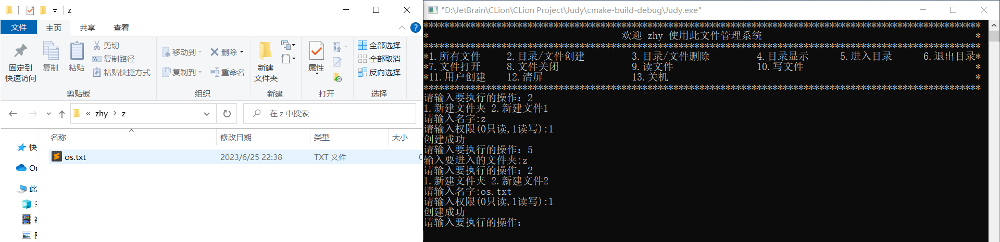 z
文件 主页 共享 查看
固定到
快速访问
复制
粘贴
剪切
复制路径
粘贴快捷方式
剪贴板
移动到
复制到
删除
重命名
组织
新建
文件夹
新建
属性
打开
全部选择
全部取消
反向选择
选择
« zhy > z
在 z 中搜索
名称 修改日期 类型 大小
os.txt 2023/6/25 22:38 TXT 文件 0
快
Or
此
3
"D:\JetBrain\CLion\CLion Project\Judy\cmake-build-debug\Judy.exe"
***********************************************************************************************************
* 欢迎 zhy 使用此文件管理系统 *
***********************************************************************************************************
*1.所有文件 2.目录/文件创建 3.目录/文件删除 4.目录显示 5.进入目录 6.退出目录*
*7.文件打开 8.文件关闭 9.读文件 10.写文件 *
*11.用户创建 12.清屏 13.关机 *
***********************************************************************************************************
请输入要执行的操作: 2
1.新建文件夹 2.新建文件1
请输入名字:z
请输入权限(0只读,1读写):1
创建成功
请输入要执行的操作: 5
输入要进入的文件夹:z
请输入要执行的操作: 2
1.新建文件夹 2.新建文件2
请输入名字:os.txt
请输入权限(0只读,1读写):1
创建成功
请输入要执行的操作: